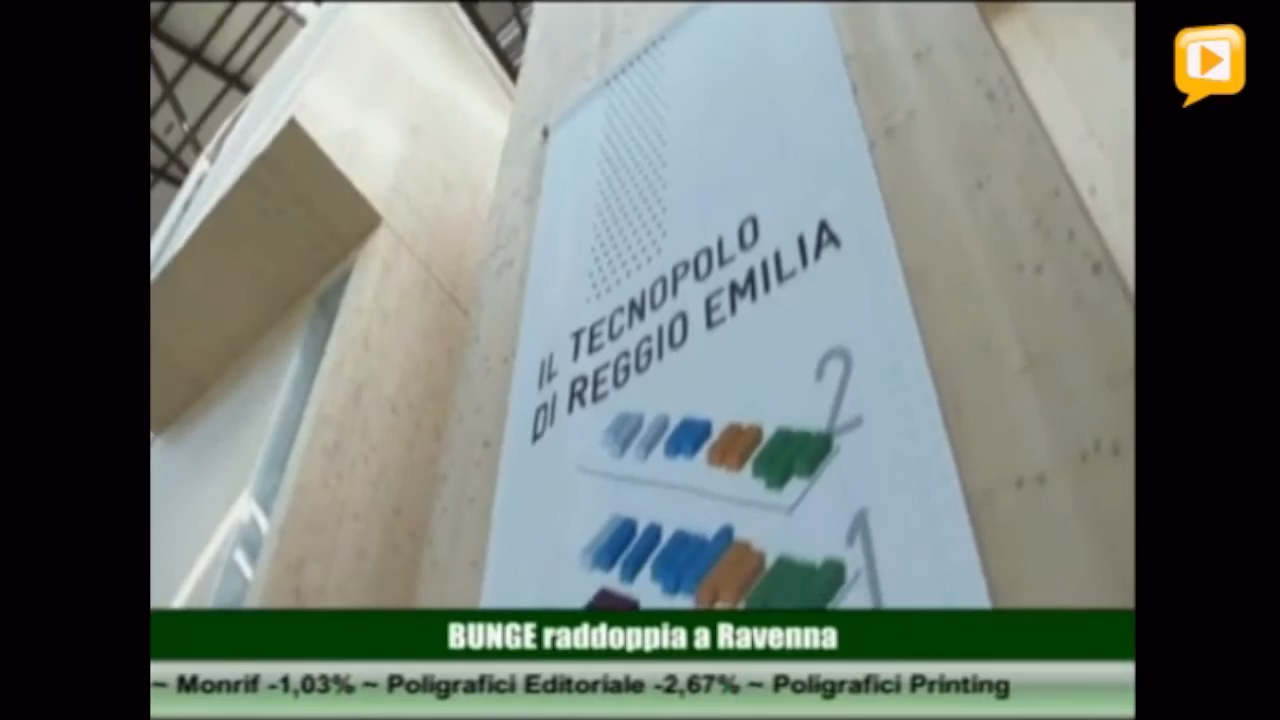 IL TECNOPOLO
DI REGGIO EMILIA
2
1
BUNGE raddoppia a Ravenna
~ Monrif -1,03% ~ Poligrafici Editoriale -2,67% ~ Poligrafici Printing